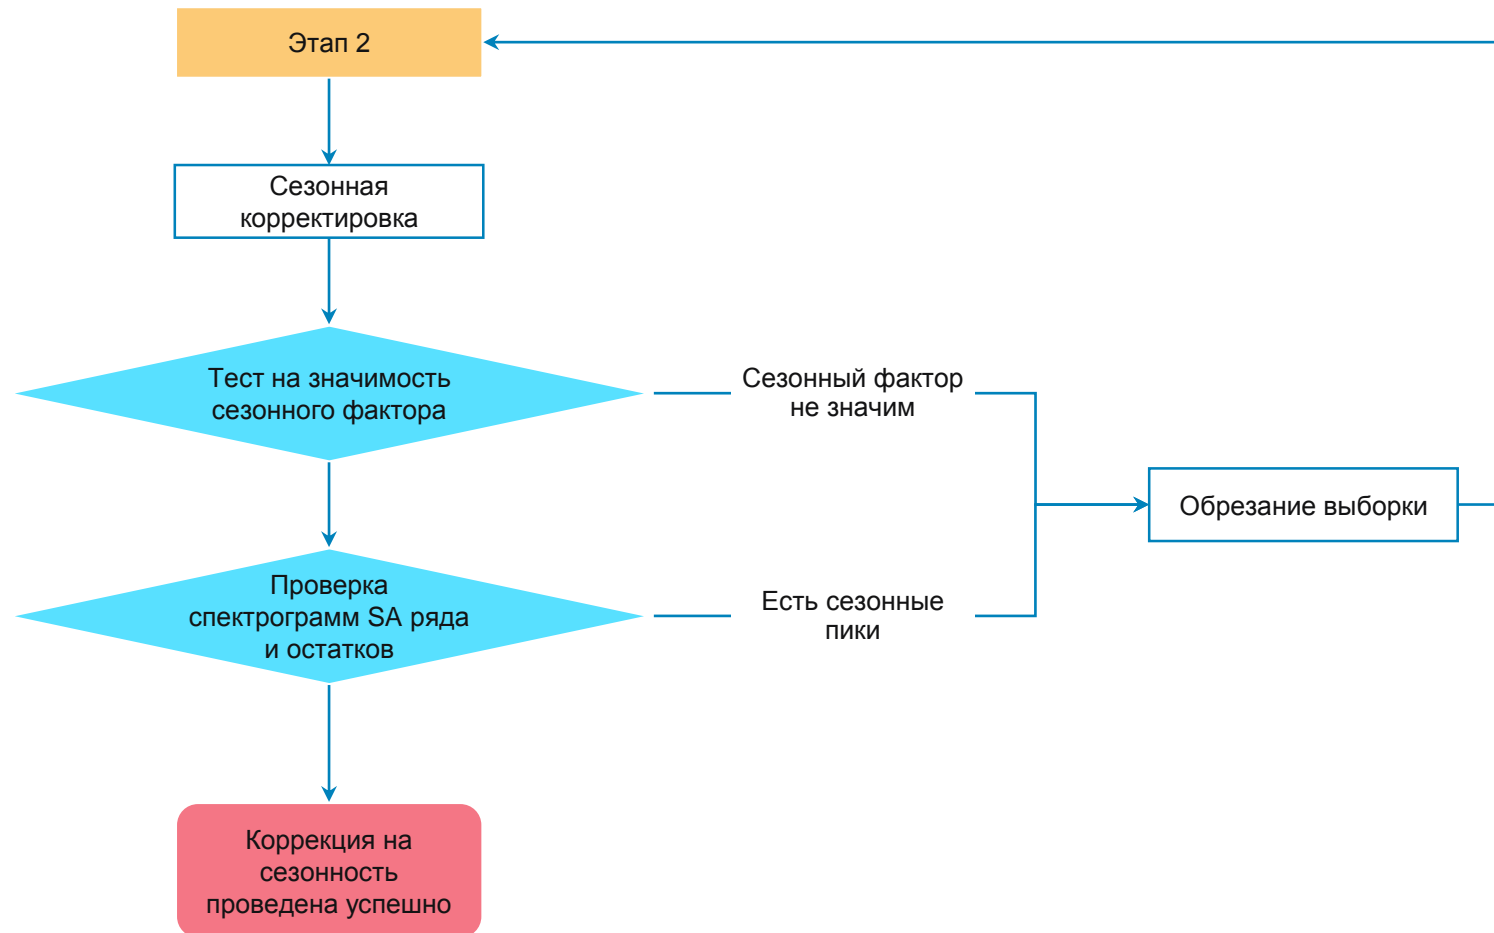 Этап 2
Сезонная
корректировка
Тест на значимость
сезонного фактора
Сезонный фактор
не значим
Обрезание выборки
Проверка
спектрограмм SA ряда
и остатков
Есть сезонные
пики
Коррекция на
сезонность
проведена успешно